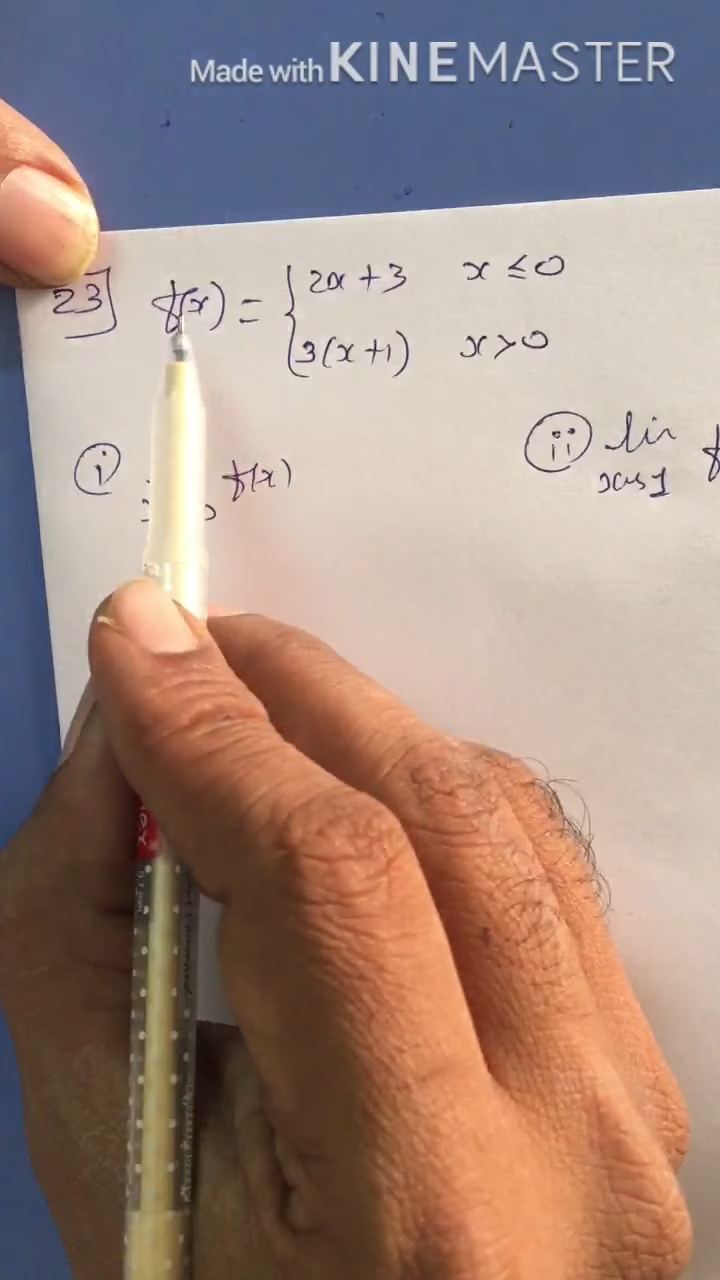 Made with KINEMASTER
23] f(x) = { 2x + 3 x ≤ 0
3(x+1) x > 0
(i) f(x)
(ii) lim
x→1